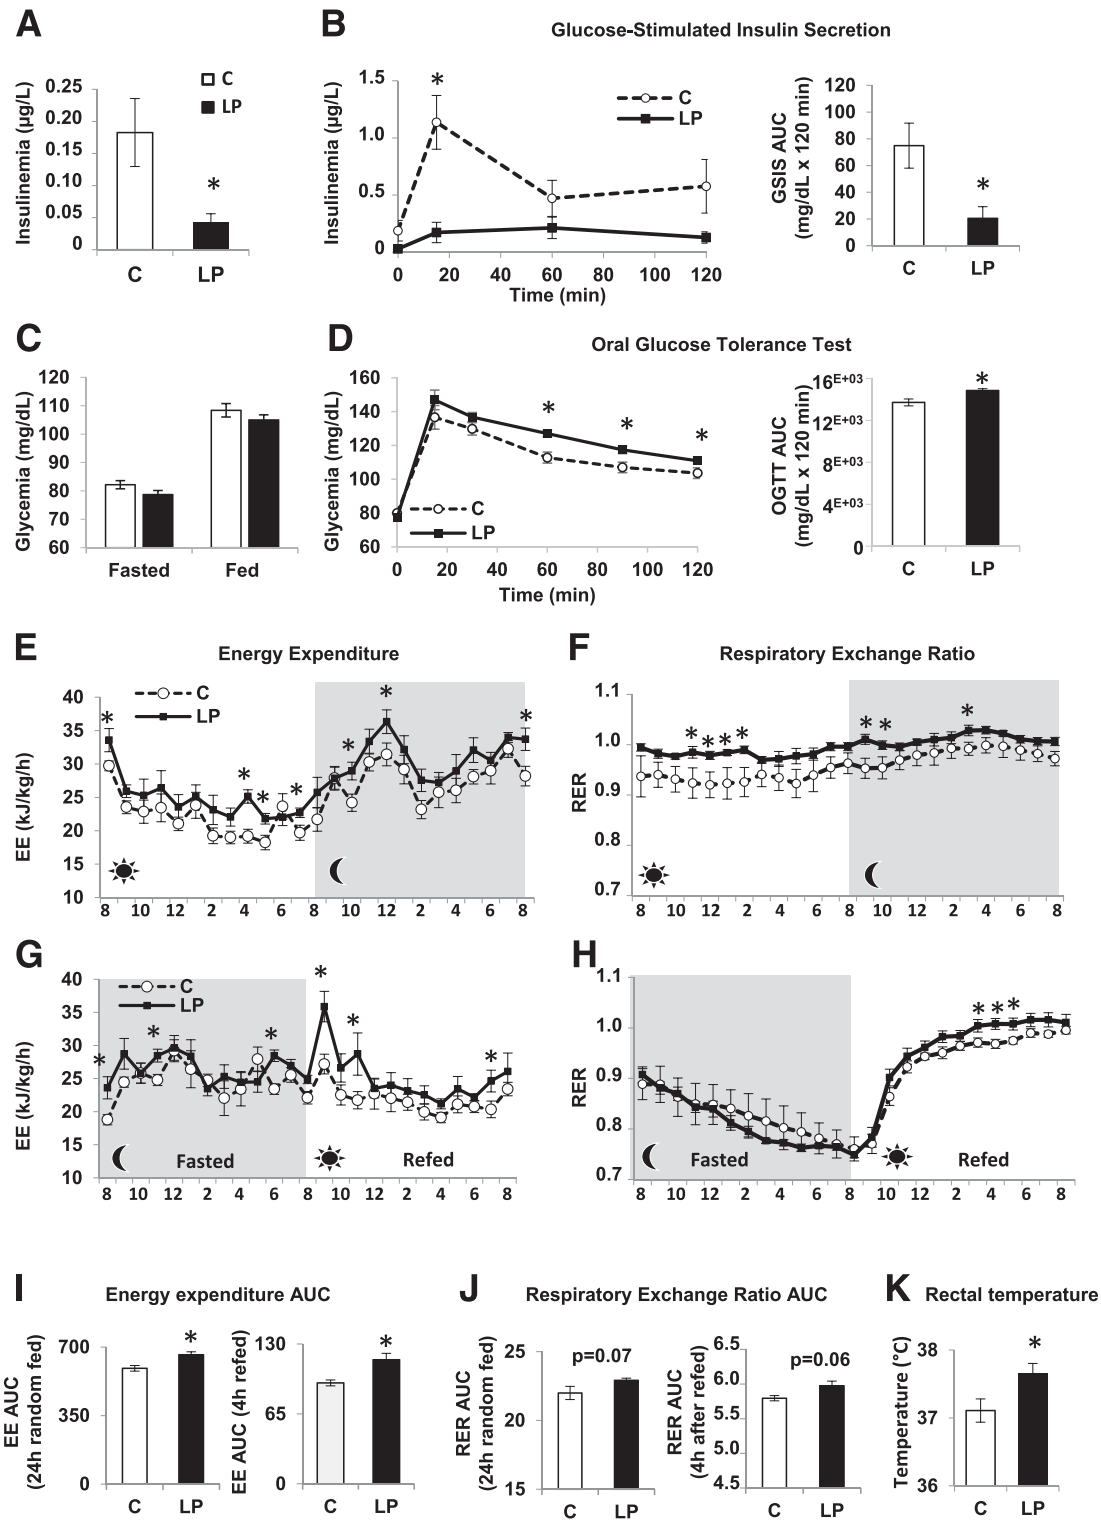 A
Insulinemia (µg/L)
0.25
0.20
0.15
0.10
0.05
0
C
LP
*
C
LP
B
Glucose-Stimulated Insulin Secretion
Insulinemia (µg/L)
1.5
1.0
0.5
0
*
C
LP
0 20 40 60 80 100 120
Time (min)
GSIS AUC
(mg/dL x 120 min)
120
100
80
60
40
20
0
*
C LP
C
Glycemia (mg/dL)
120
110
100
90
80
70
60
Fasted Fed
D
Oral Glucose Tolerance Test
Glycemia (mg/dL)
160
140
120
100
80
60
* * *
C
LP
0 20 40 60 80 100 120
Time (min)
OGTT AUC
(mg/dL x 120 min)
16E+03
12E+03
8E+03
4E+03
0
*
C LP
E
Energy Expenditure
EE (kJ/kg/h)
40
35
30
25
20
15
10
C
LP
* * * * * * *
8 10 12 2 4 6 8 10 12 2 4 6 8
F
Respiratory Exchange Ratio
RER
1.1
1.0
0.9
0.8
0.7
* * * * * * *
8 10 12 2 4 6 8 10 12 2 4 6 8
G
EE (kJ/kg/h)
40
35
30
25
20
15
10
C
LP
* * * * * *
Fasted Refed
8 10 12 2 4 6 8 10 12 2 4 6 8
H
RER
1.1
1.0
0.9
0.8
0.7
* * *
Fasted Refed
8 10 12 2 4 6 8 10 12 2 4 6 8
I
Energy expenditure AUC
EE AUC
(24h random fed)
700
350
0
*
C LP
EE AUC (4h refed)
130
65
0
*
C LP
J
Respiratory Exchange Ratio AUC
RER AUC
(24h random fed)
25
20
15
p=0.07
C LP
RER AUC
(4h after refed)
6.5
6.0
5.5
5.0
4.5
p=0.06
C LP
K
Rectal temperature
Temperature (°C)
38
37
36
*
C LP